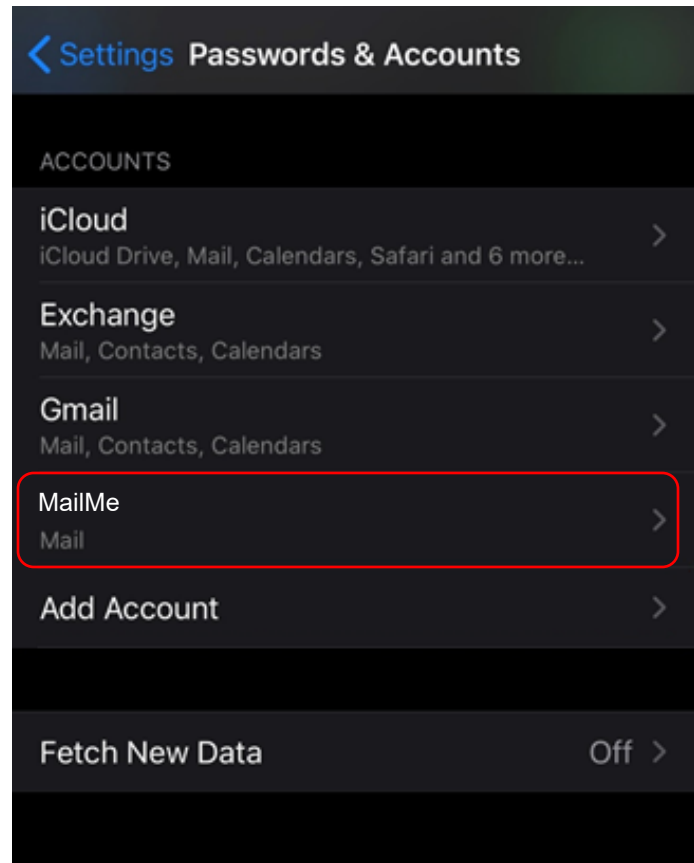 Settings Passwords & Accounts
ACCOUNTS
iCloud
iCloud Drive, Mail, Calendars, Safari and 6 more...
Exchange
Mail, Contacts, Calendars
Gmail
Mail, Contacts, Calendars
MailMe
Mail
Add Account
Fetch New Data Off